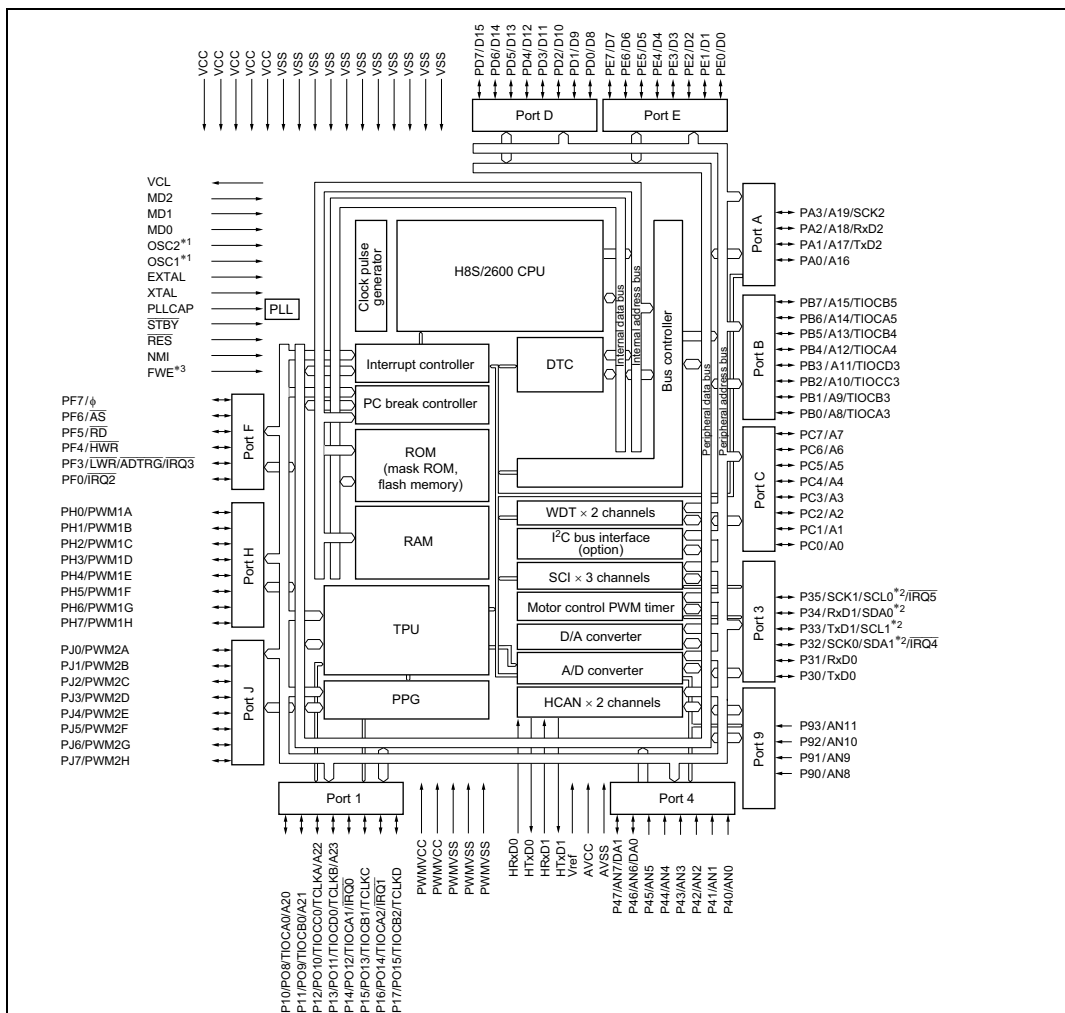 VCC
VCC
VCC
VCC
VCC
VSS
VSS
VSS
VSS
VSS
VSS
VSS
VSS
VSS
VSS
VSS
PD7/D15
PD6/D14
PD5/D13
PD4/D12
PD3/D11
PD2/D10
PD1/D9
PD0/D8
PE7/D7
PE6/D6
PE5/D5
PE4/D4
PE3/D3
PE2/D2
PE1/D1
PE0/D0
Port D
Port E
VCL
MD2
MD1
MD0
OSC2*1
OSC1*1
EXTAL
XTAL
PLLCAP
STBY
RES
NMI
FWE*3
PLL
Clock pulse
generator
H8S/2600 CPU
Interrupt controller
PC break controller
ROM
(mask ROM,
flash memory)
RAM
TPU
PPG
DTC
Internal data bus
Internal address bus
Bus controller
Peripheral data bus
Peripheral address bus
WDT × 2 channels
I2C bus interface
(option)
SCI × 3 channels
Motor control PWM timer
D/A converter
A/D converter
HCAN × 2 channels
Port A
PA3/A19/SCK2
PA2/A18/RxD2
PA1/A17/TxD2
PA0/A16
Port B
PB7/A15/TIOCB5
PB6/A14/TIOCA5
PB5/A13/TIOCB4
PB4/A12/TIOCA4
PB3/A11/TIOCD3
PB2/A10/TIOCC3
PB1/A9/TIOCB3
PB0/A8/TIOCA3
Port C
PC7/A7
PC6/A6
PC5/A5
PC4/A4
PC3/A3
PC2/A2
PC1/A1
PC0/A0
Port 3
P35/SCK1/SCL0*2/IRQ5
P34/RxD1/SDA0*2
P33/TxD1/SCL1*2
P32/SCK0/SDA1*2/IRQ4
P31/RxD0
P30/TxD0
Port 9
P93/AN11
P92/AN10
P91/AN9
P90/AN8
PF7/ϕ
PF6/AS
PF5/RD
PF4/HWR
PF3/LWR/ADTRG/IRQ3
PF0/IRQ2
Port F
PH0/PWM1A
PH1/PWM1B
PH2/PWM1C
PH3/PWM1D
PH4/PWM1E
PH5/PWM1F
PH6/PWM1G
PH7/PWM1H
Port H
PJ0/PWM2A
PJ1/PWM2B
PJ2/PWM2C
PJ3/PWM2D
PJ4/PWM2E
PJ5/PWM2F
PJ6/PWM2G
PJ7/PWM2H
Port J
Port 1
Port 4
P10/PO8/TIOCA0/A20
P11/PO9/TIOCB0/A21
P12/PO10/TIOCC0/TCLKA/A22
P13/PO11/TIOCD0/TCLKB/A23
P14/PO12/TIOCA1/IRQ0
P15/PO13/TIOCB1/TCLKC
P16/PO14/TIOCA2/IRQ1
P17/PO15/TIOCB2/TCLKD
PWMVCC
PWMVCC
PWMVSS
PWMVSS
PWMVSS
HRxD0
HTxD0
HRxD1
HTxD1
Vref
AVCC
AVSS
P47/AN7/DA1
P46/AN6/DA0
P45/AN5
P44/AN4
P43/AN3
P42/AN2
P41/AN1
P40/AN0